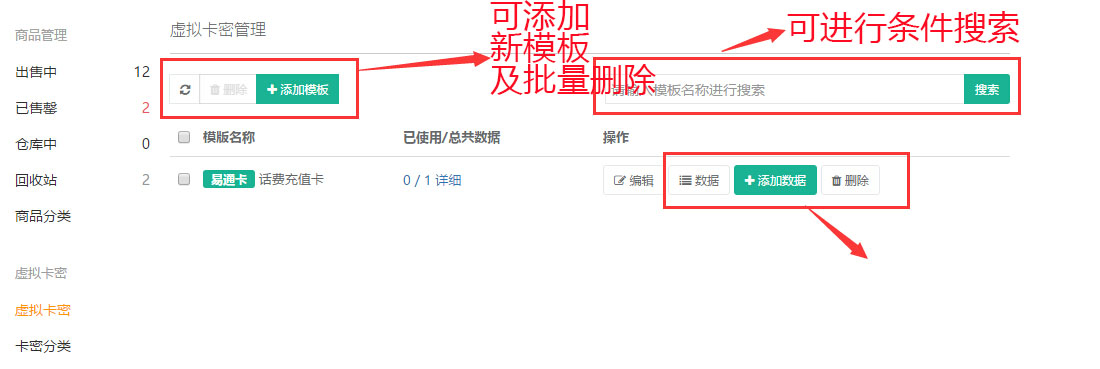 商品管理
出售中 12
已售罄 2
仓库中 0
回收站 2
商品分类
虚拟卡密
虚拟卡密
卡密分类
虚拟卡密管理
可添加
新模板
及批量删除
可进行条件搜索
删除 添加模板
请输入模板名称进行搜索 搜索
模版名称 已使用/总共数据 操作
易通卡 话费充值卡 0 / 1 详细 编辑 数据 添加数据 删除